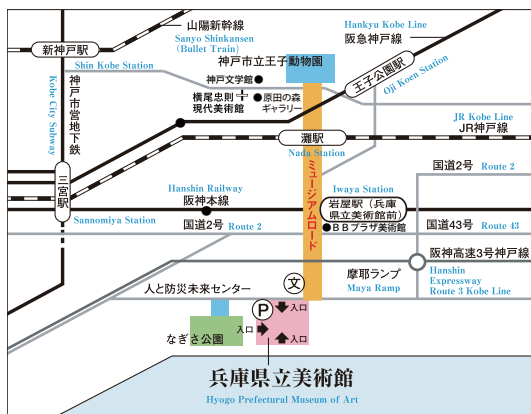 山陽新幹線
Sanyo Shinkansen
(Bullet Train)
Hankyu Kobe Line
阪急神戸線
新神戸駅
Shin Kobe Station
神戸市立王子動物園
王子公園駅
Oji Koen Station
神戸文学館
横尾忠則
現代美術館
原田の森
ギャラリー
神戸市営地下鉄
Kobe City Subway
JR Kobe Line
JR神戸線
灘駅
Nada Station
ミュージアムロード
国道2号 Route 2
三宮駅
Sannomiya Station
Hanshin Railway
阪神本線
Iwaya Station
岩屋駅(兵庫
県立美術館前)
国道2号
Route 2
BBプラザ美術館
国道43号 Route 43
阪神高速3号神戸線
Hanshin
Expressway
Route 3 Kobe Line
摩耶ランプ
Maya Ramp
人と防災未来センター
文
P
入口
入口
入口
なぎさ公園
兵庫県立美術館
Hyogo Prefectural Museum of Art